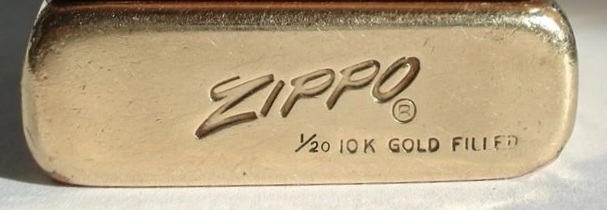 ZIPPO ®
1/20 10K GOLD FILLED